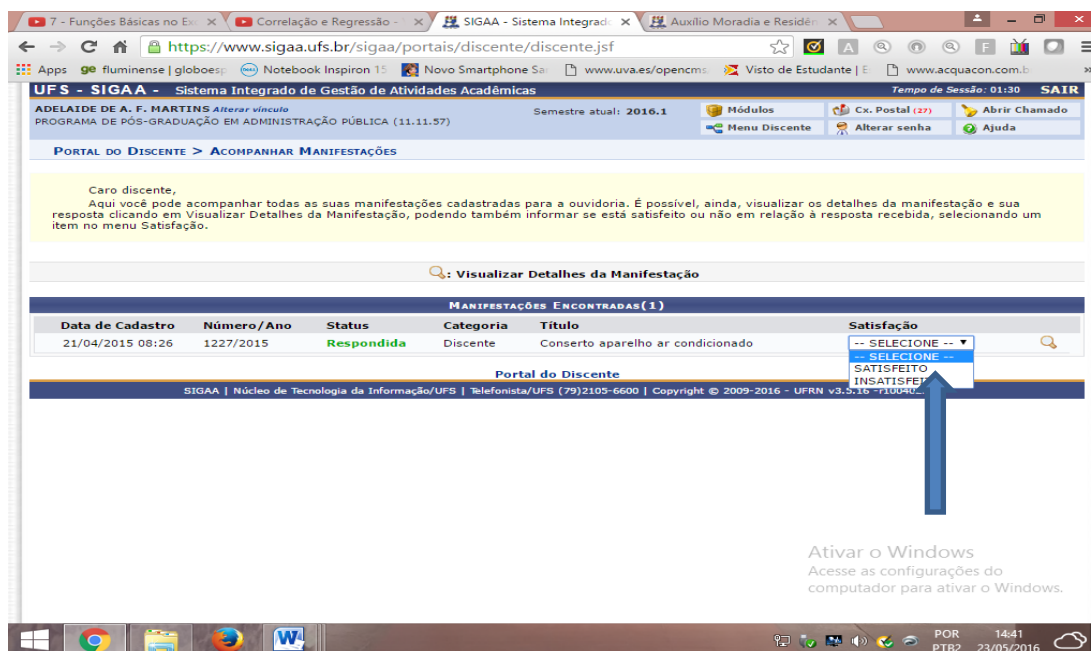 7 - Funções Básicas no Exc
Correlação e Regressão -
SIGAA - Sistema Integrado
Auxílio Moradia e Residên
https://www.sigaa.ufs.br/sigaa/portais/discente/discente.jsf
Apps
ge fluminense | globoesp
Notebook Inspiron 15
Novo Smartphone Sa
www.uva.es/opencms
Visto de Estudante | E
www.acquacon.com.b
UFS - SIGAA - Sistema Integrado de Gestão de Atividades Acadêmicas
Tempo de Sessão: 01:30 SAIR
ADELAIDE DE A. F. MARTINS Alterar vínculo
PROGRAMA DE PÓS-GRADUAÇÃO EM ADMINISTRAÇÃO PÚBLICA (11.11.57)
Semestre atual: 2016.1
Módulos Cx. Postal (27) Abrir Chamado
Menu Discente Alterar senha Ajuda
PORTAL DO DISCENTE > ACOMPANHAR MANIFESTAÇÕES
Caro discente,
Aqui você pode acompanhar todas as suas manifestações cadastradas para a ouvidoria. É possível, ainda, visualizar os detalhes da manifestação e sua
resposta clicando em Visualizar Detalhes da Manifestação, podendo também informar se está satisfeito ou não em relação à resposta recebida, selecionando um
item no menu Satisfação.
: Visualizar Detalhes da Manifestação
MANIFESTAÇÕES ENCONTRADAS(1)
Data de Cadastro Número/Ano Status Categoria Título Satisfação
21/04/2015 08:26 1227/2015 Respondida Discente Conserto aparelho ar condicionado -- SELECIONE --
-- SELECIONE --
SATISFEITO
INSATISFEI
Portal do Discente
SIGAA | Núcleo de Tecnologia da Informação/UFS | Telefonista/UFS (79)2105-6600 | Copyright © 2009-2016 - UFRN v3.5.16
Ativar o Windows
Acesse as configurações do
computador para ativar o Windows.
POR 14:41
PTB2 23/05/2016